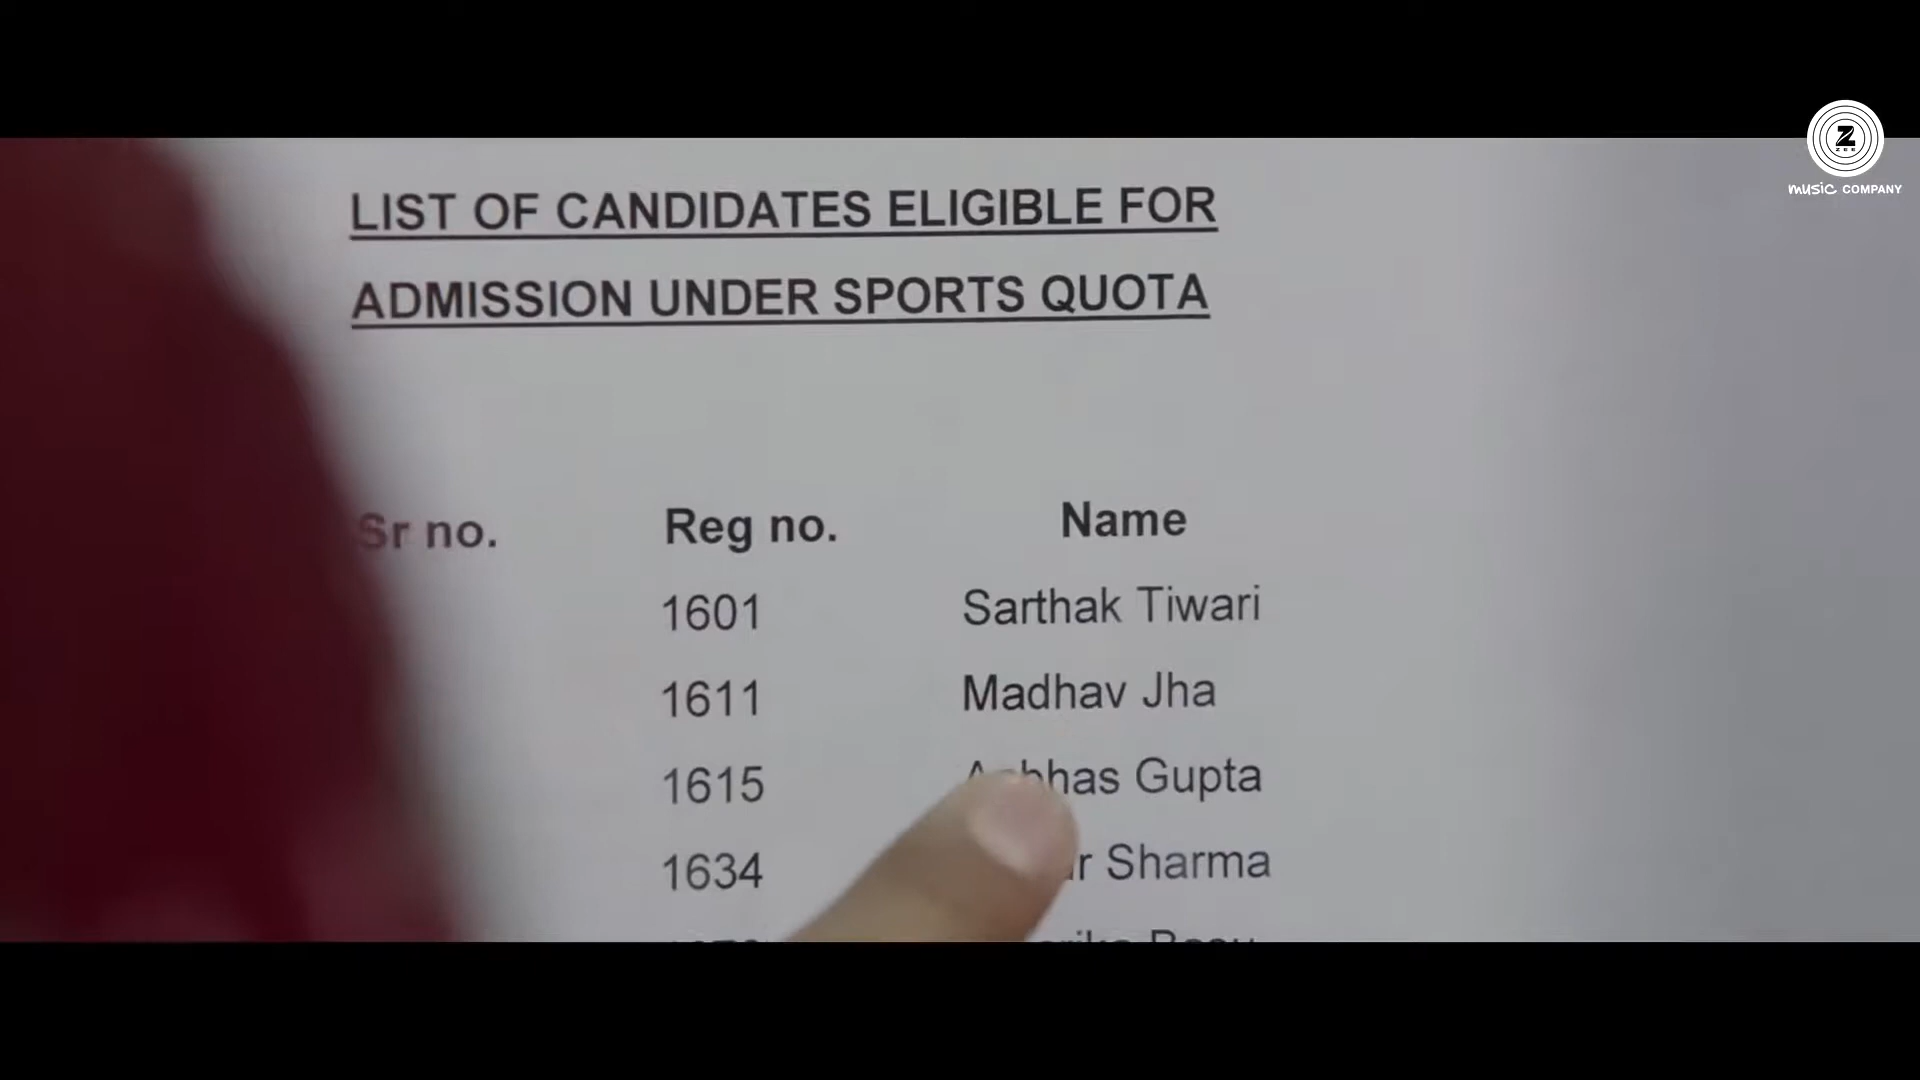 LIST OF CANDIDATES ELIGIBLE FOR
ADMISSION UNDER SPORTS QUOTA
Sr no. Reg no. Name
1601 Sarthak Tiwari
1611 Madhav Jha
1615 Gupta
1634 Sharma
Z
ZEE
music COMPANY